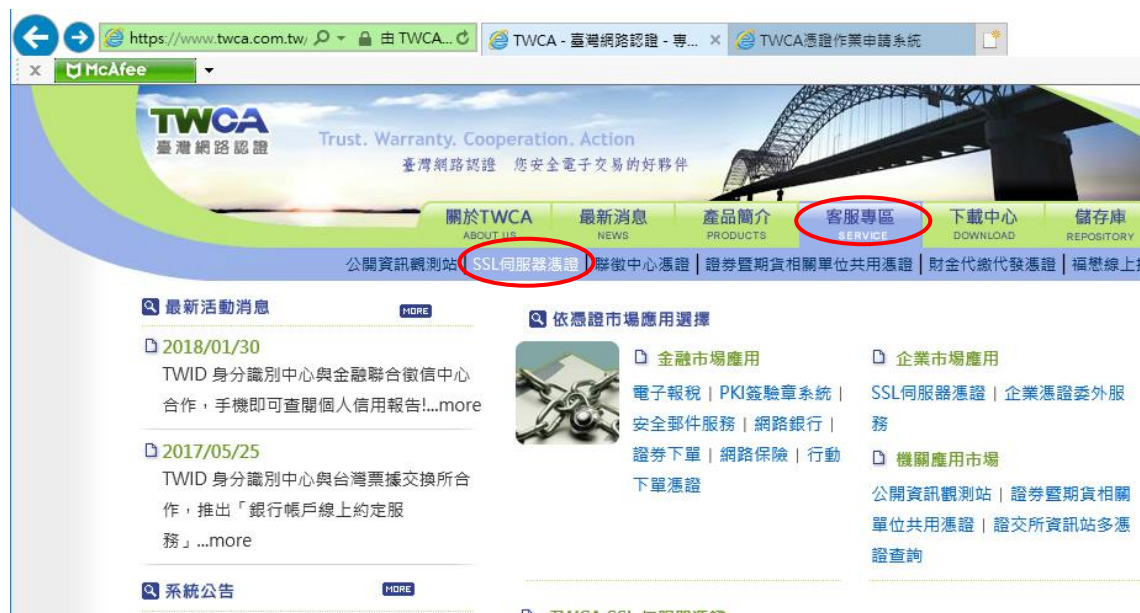 https://www.twca.com.tw/ 由 TWCA... TWCA - 臺灣網路認證 - 專... × TWCA憑證作業申請系統
x McAfee
TWCA
臺灣網路認證
Trust. Warranty. Cooperation. Action
臺灣網路認證 您安全電子交易的好夥伴
關於TWCA 最新消息 產品簡介 客服專區 下載中心 儲存庫
ABOUT US NEWS PRODUCTS SERVICE DOWNLOAD REPOSITORY
公開資訊觀測站 | SSL伺服器憑證 | 聯徵中心憑證 | 證券暨期貨相關單位共用憑證 | 財金代繳代發憑證 | 福懋線上
最新活動消息 MORE
2018/01/30
TWID 身分識別中心與金融聯合徵信中心
合作，手機即可查閱個人信用報告!...more
2017/05/25
TWID 身分識別中心與台灣票據交換所合
作，推出「銀行帳戶線上約定服
務」...more
系統公告 MORE
依憑證市場應用選擇
金融市場應用
電子報稅 | PKI簽驗章系統 |
安全郵件服務 | 網路銀行 |
證券下單 | 網路保險 | 行動
下單憑證
企業市場應用
SSL伺服器憑證 | 企業憑證委外服
務
機關應用市場
公開資訊觀測站 | 證券暨期貨相關
單位共用憑證 | 證交所資訊站多憑
證查詢